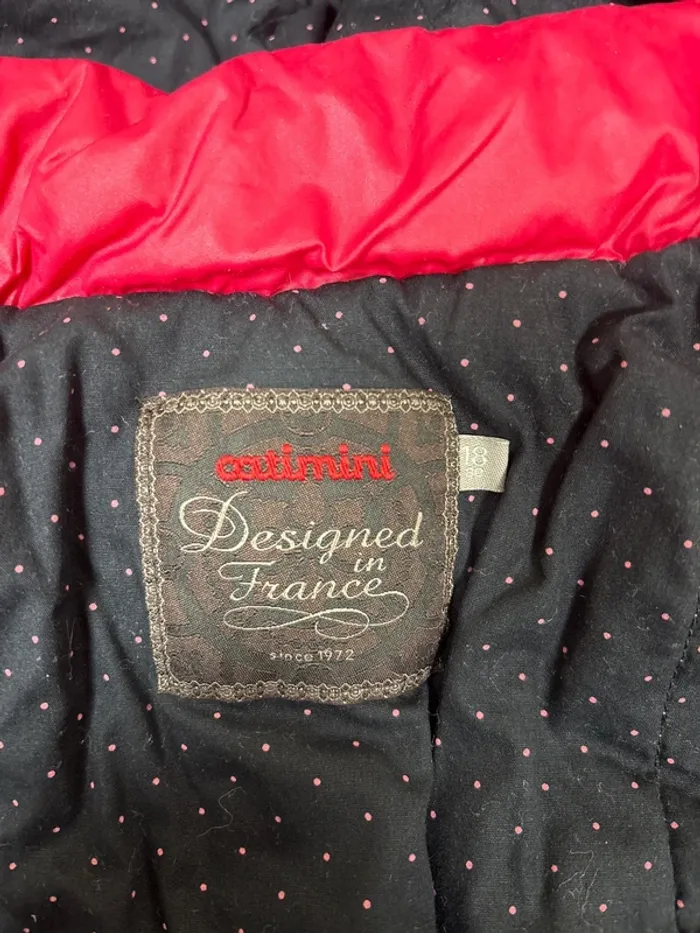 catimini
Designed
in
France
since 1972
18